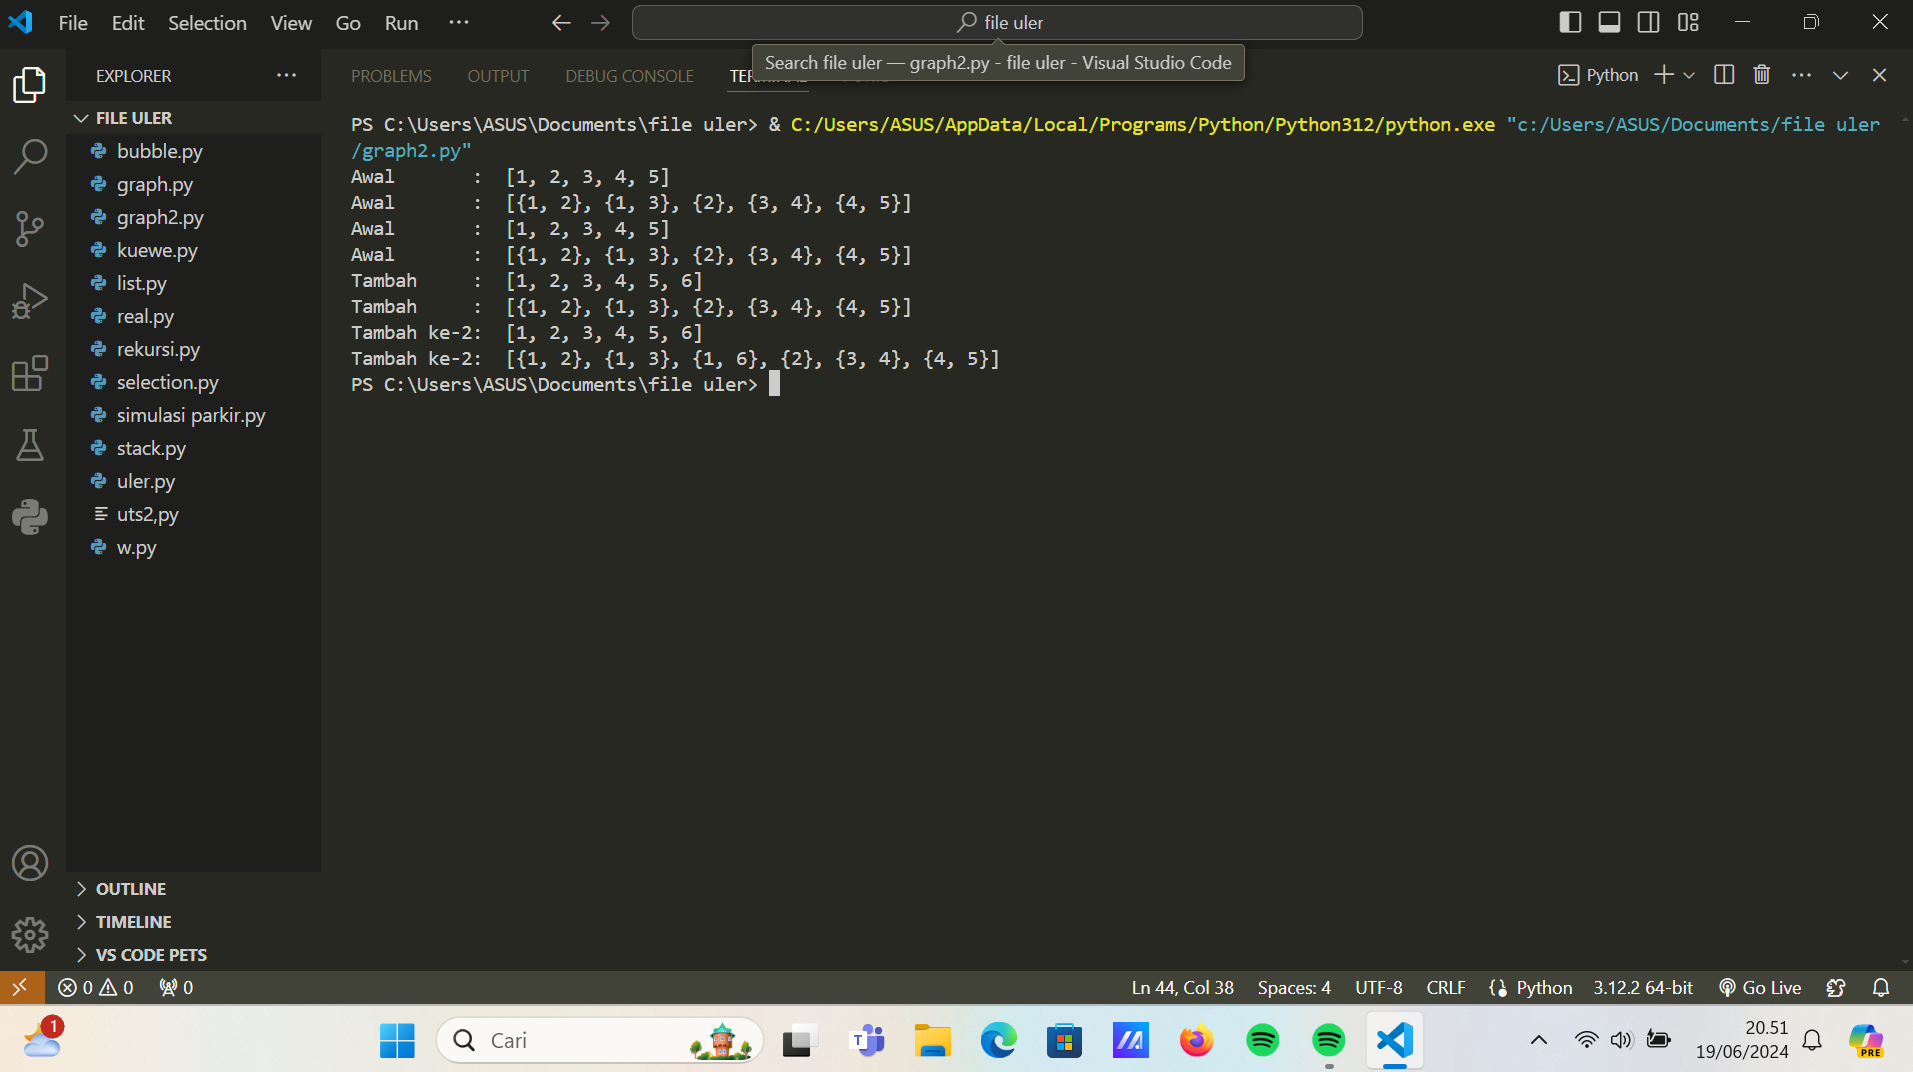 File Edit Selection View Go Run ···
file uler
Search file uler — graph2.py - file uler - Visual Studio Code
EXPLORER ···
PROBLEMS OUTPUT DEBUG CONSOLE
Python
FILE ULER
bubble.py
graph.py
graph2.py
kuewe.py
list.py
real.py
rekursi.py
selection.py
simulasi parkir.py
stack.py
uler.py
uts2,py
w.py
PS C:\Users\ASUS\Documents\file uler> & C:/Users/ASUS/AppData/Local/Programs/Python/Python312/python.exe "c:/Users/ASUS/Documents/file uler
/graph2.py"
Awal : [1, 2, 3, 4, 5]
Awal : [{1, 2}, {1, 3}, {2}, {3, 4}, {4, 5}]
Awal : [1, 2, 3, 4, 5]
Awal : [{1, 2}, {1, 3}, {2}, {3, 4}, {4, 5}]
Tambah : [1, 2, 3, 4, 5, 6]
Tambah : [{1, 2}, {1, 3}, {2}, {3, 4}, {4, 5}]
Tambah ke-2: [1, 2, 3, 4, 5, 6]
Tambah ke-2: [{1, 2}, {1, 3}, {1, 6}, {2}, {3, 4}, {4, 5}]
PS C:\Users\ASUS\Documents\file uler>
OUTLINE
TIMELINE
VS CODE PETS
0 0 0
Ln 44, Col 38 Spaces: 4 UTF-8 CRLF Python 3.12.2 64-bit Go Live
1
Cari
T
20.51
19/06/2024
PRE